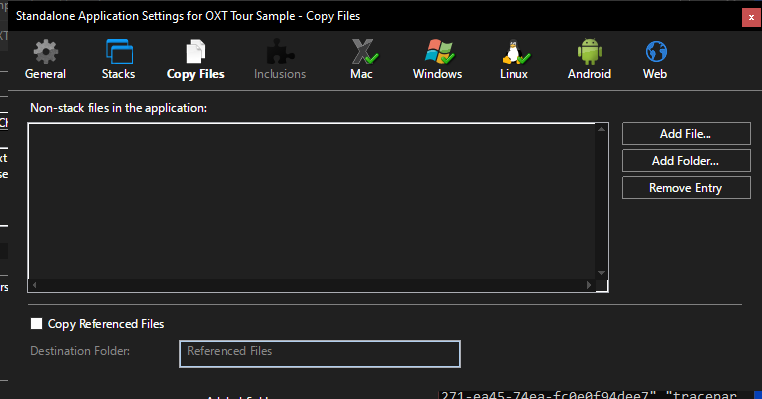 Standalone Application Settings for OXT Tour Sample - Copy Files
x
General Stacks Copy Files Inclusions Mac Windows Linux Android Web
Non-stack files in the application:
Add File...
Add Folder...
Remove Entry
Copy Referenced Files
Destination Folder: Referenced Files
271-ea45-74ea-fc0e0f94dee7" "tracepar